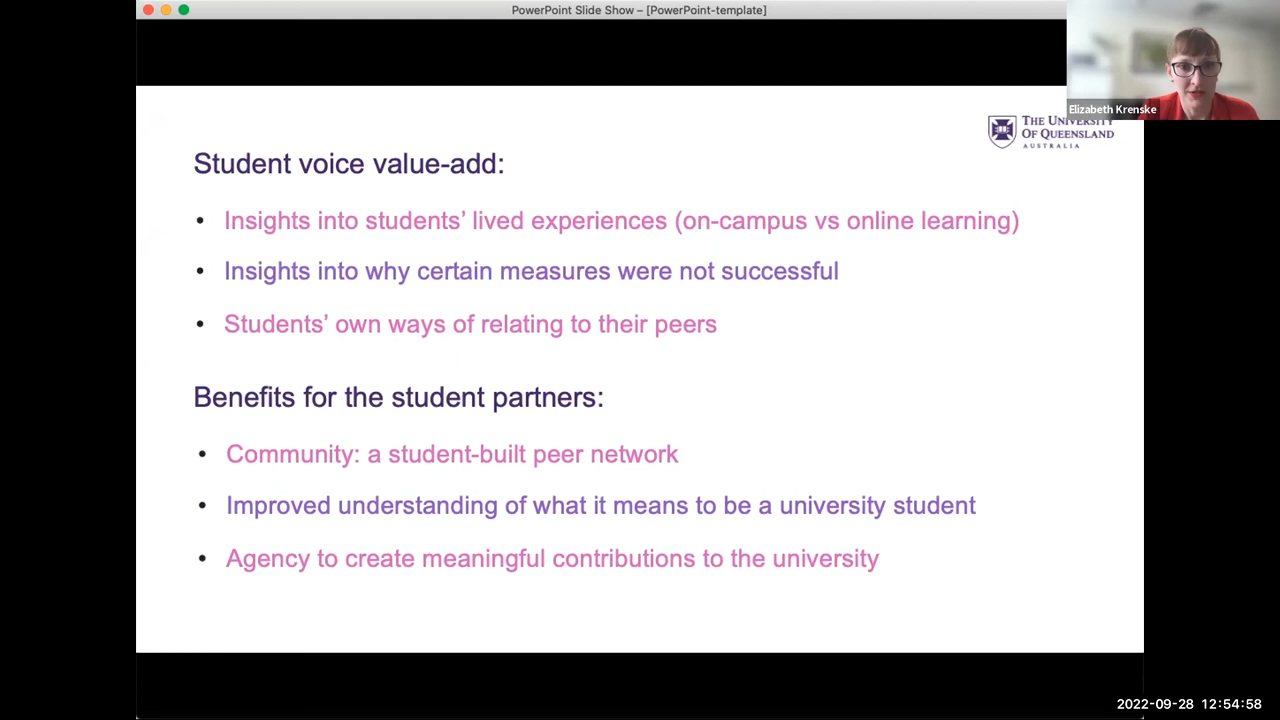 PowerPoint Slide Show – [PowerPoint-template]
Elizabeth Krenske
THE UNIVERSITY
OF QUEENSLAND
AUSTRALIA
Student voice value-add:
• Insights into students’ lived experiences (on-campus vs online learning)
• Insights into why certain measures were not successful
• Students’ own ways of relating to their peers
Benefits for the student partners:
• Community: a student-built peer network
• Improved understanding of what it means to be a university student
• Agency to create meaningful contributions to the university
2022-09-28 12:54:58